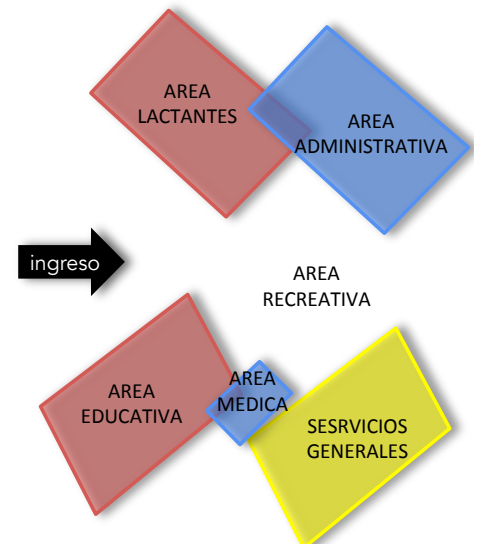 AREA
LACTANTES
AREA
ADMINISTRATIVA
ingreso
AREA
RECREATIVA
AREA
EDUCATIVA
AREA
MEDICA
SESRVICIOS
GENERALES